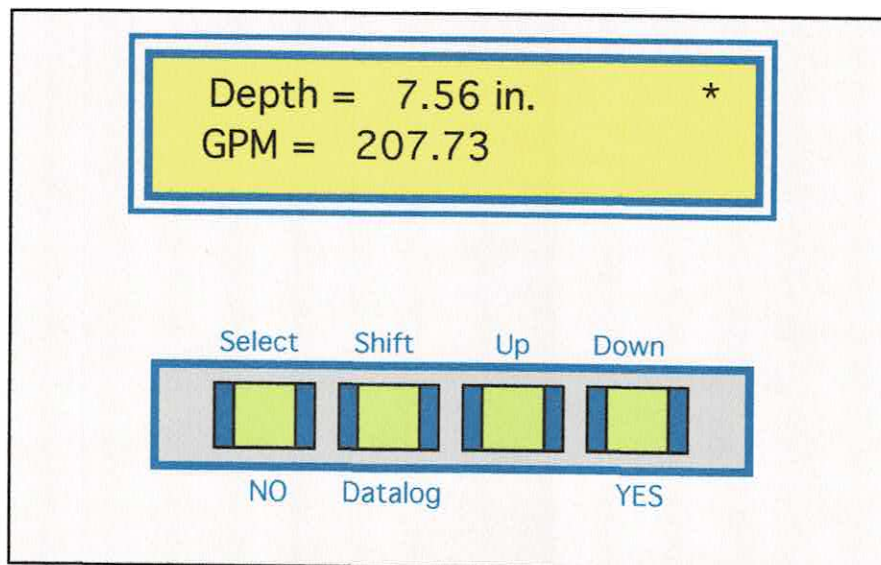 Depth = 7.56 in. *
GPM = 207.73
Select Shift Up Down
NO Datalog YES